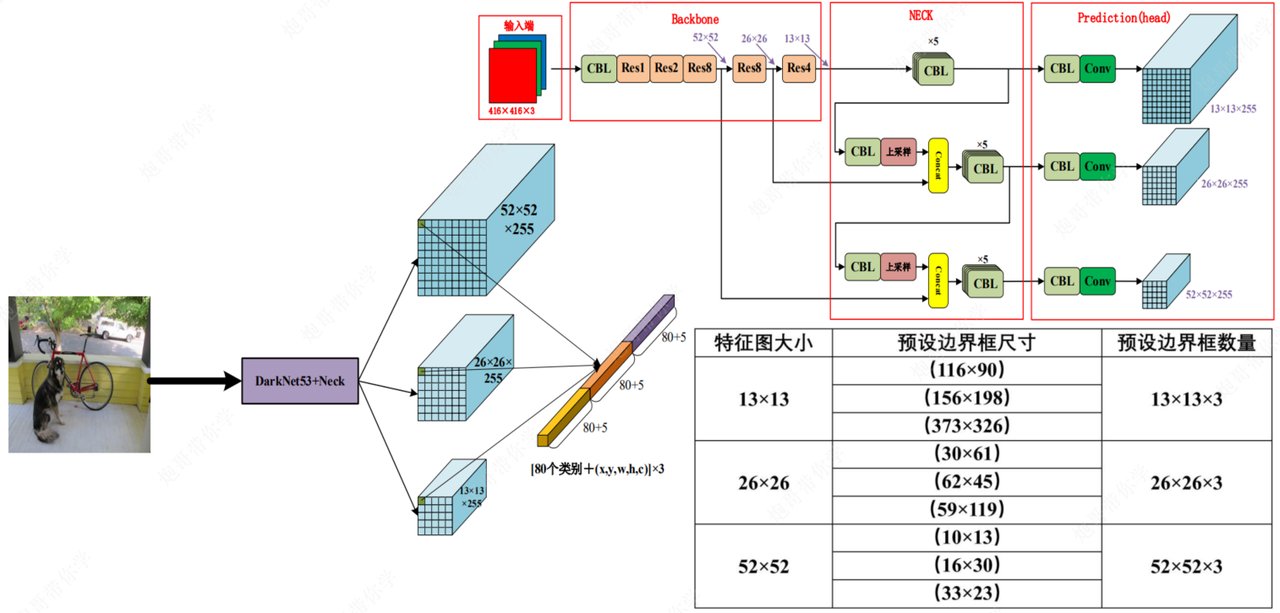 输入端
416×416×3
Backbone
CBL
Res1
Res2
Res8
52×52
Res8
26×26
Res4
13×13
NECK
×5
CBL
CBL
上采样
Concat
×5
CBL
CBL
上采样
Concat
×5
CBL
Prediction(head)
CBL
Conv
13×13×255
CBL
Conv
26×26×255
CBL
Conv
52×52×255
DarkNet53+Neck
52×52
×255
26×26×
255
13×13
×255
80+5
80+5
80+5
[80个类别+(x,y,w,h,c)]×3
特征图大小 预设边界框尺寸 预设边界框数量
13×13 (116×90) 13×13×3
(156×198)
(373×326)
26×26 (30×61) 26×26×3
(62×45)
(59×119)
52×52 (10×13) 52×52×3
(16×30)
(33×23)
炮哥带你学